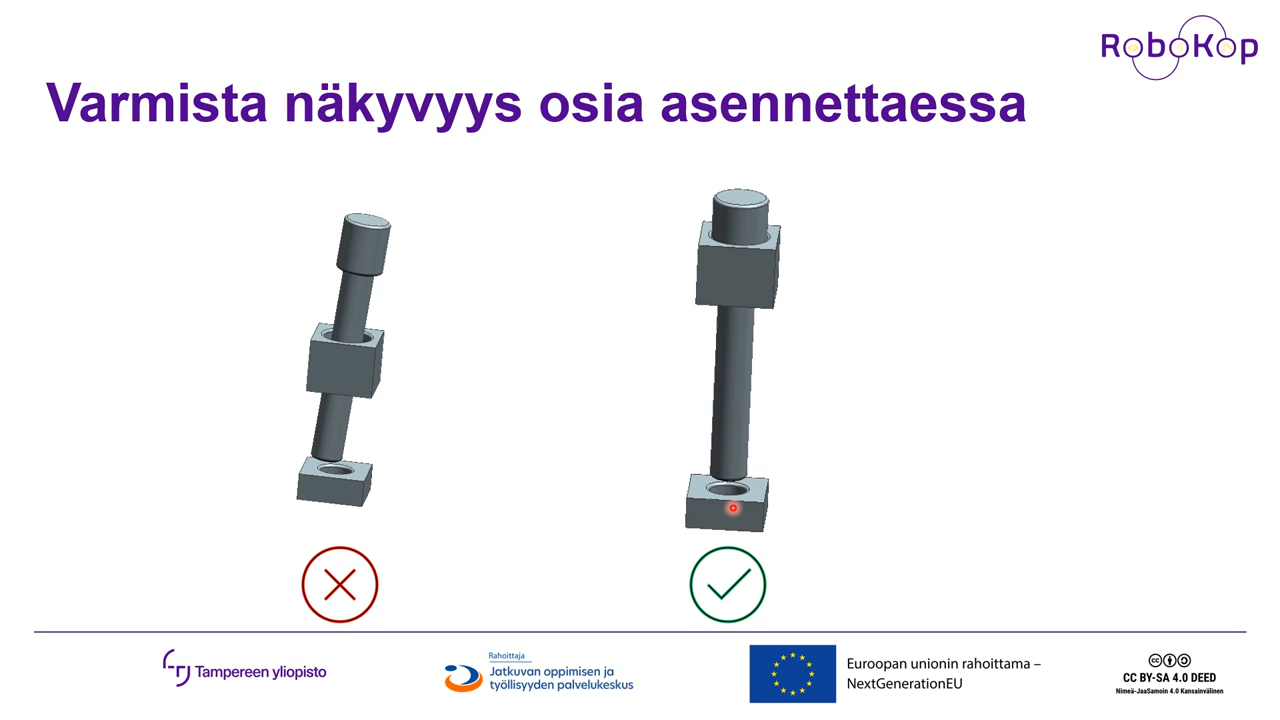 RoboKop
Varmista näkyvyys osia asennettaessa
Tampereen yliopisto
Rahoittaja
Jatkuvan oppimisen ja
työllisyyden palvelukeskus
Euroopan unionin rahoittama –
NextGenerationEU
cc
CC BY-SA 4.0 DEED
Nimeä-JaaSamoin 4.0 Kansainvälinen